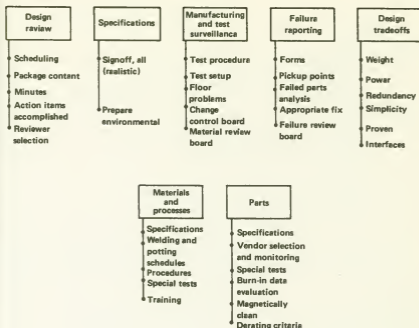 Design
raview
Scheduling
Package content
Minutes
Action items
accomplished
Reviewer
selection
Specifications
Signoff, all
(realistic)
Prepare
environmental
Manufacturing
and test
surveillance
Test procedure
Test setup
Floor
problems
Change
control board
Material review
board
Failure
reporting
Forms
Pickup points
Failed parts
analysis
Appropriate fix
Failure review
board
Design
tradeoffs
Weight
Power
Redundancy
Simplicity
Proven
Interfaces
Materials
and
processes
Specifications
Welding and
potting
schedules
Procedures
Special tests
Training
Parts
Specifications
Vendor selection
and monitoring
Special tests
Burn-in data
evaluation
Magnetically
clean
Derating criteria